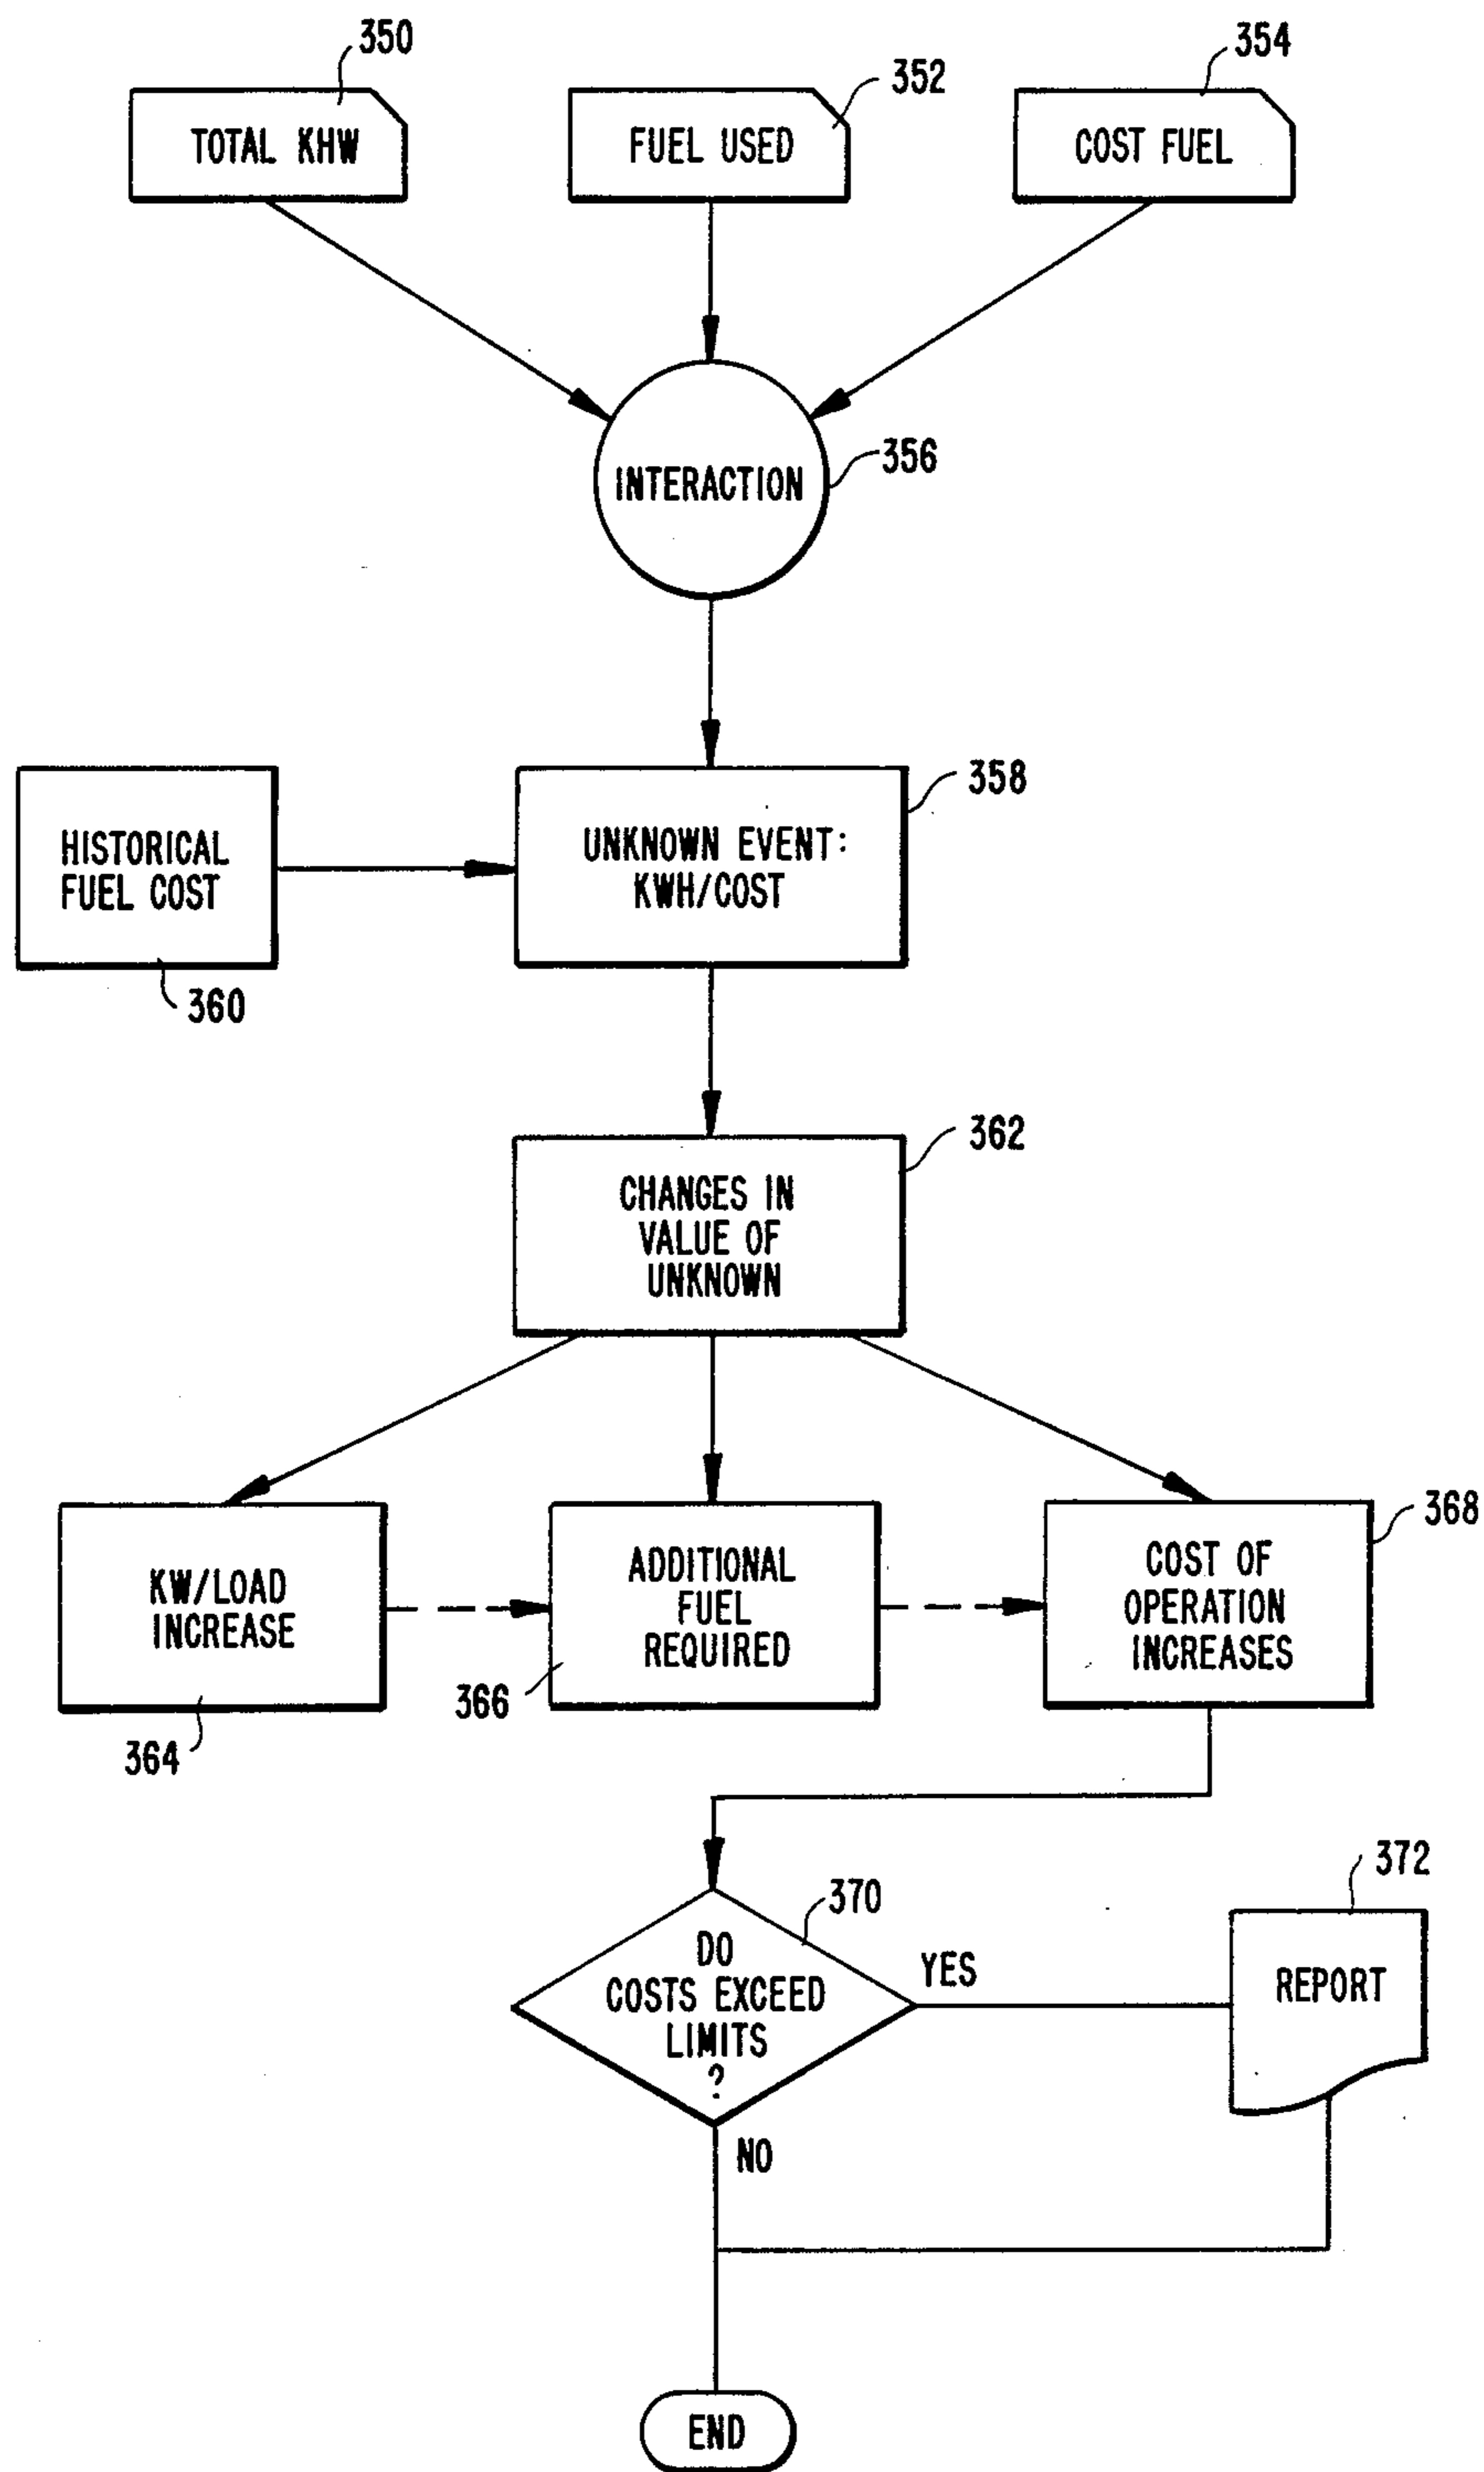 350
352
354
TOTAL KHW
FUEL USED
COST FUEL
INTERACTION
356
358
HISTORICAL
FUEL COST
360
UNKNOWN EVENT:
KWH/COST
362
CHANGES IN
VALUE OF
UNKNOWN
368
KW/LOAD
INCREASE
364
ADDITIONAL
FUEL
REQUIRED
366
COST OF
OPERATION
INCREASES
370
372
DO
COSTS EXCEED
LIMITS
?
YES
REPORT
NO
END